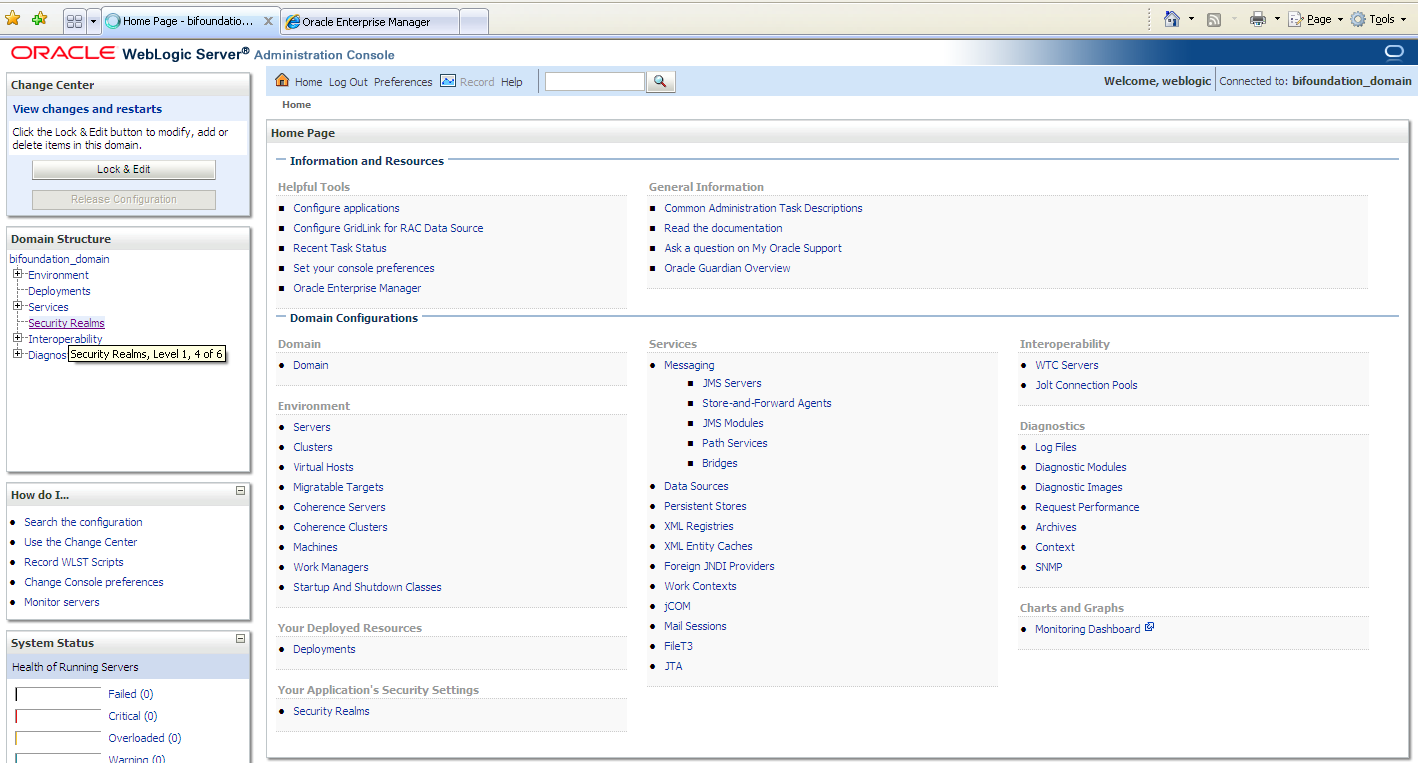 Home Page - bifoundatio...
Oracle Enterprise Manager
Page
Tools
ORACLE WebLogic Server® Administration Console
Change Center
View changes and restarts
Click the Lock & Edit button to modify, add or
delete items in this domain.
Lock & Edit
Release Configuration
Domain Structure
bifoundation_domain
Environment
Deployments
Services
Security Realms
Interoperability
Diagnos
Security Realms, Level 1, 4 of 6
How do I...
Search the configuration
Use the Change Center
Record WLST Scripts
Change Console preferences
Monitor servers
System Status
Health of Running Servers
Failed (0)
Critical (0)
Overloaded (0)
Warning (0)
Home Log Out Preferences Record Help
Welcome, weblogic Connected to: bifoundation_domain
Home
Home Page
Information and Resources
Helpful Tools
Configure applications
Configure GridLink for RAC Data Source
Recent Task Status
Set your console preferences
Oracle Enterprise Manager
General Information
Common Administration Task Descriptions
Read the documentation
Ask a question on My Oracle Support
Oracle Guardian Overview
Domain Configurations
Domain
Domain
Environment
Servers
Clusters
Virtual Hosts
Migratable Targets
Coherence Servers
Coherence Clusters
Machines
Work Managers
Startup And Shutdown Classes
Your Deployed Resources
Deployments
Your Application's Security Settings
Security Realms
Services
Messaging
JMS Servers
Store-and-Forward Agents
JMS Modules
Path Services
Bridges
Data Sources
Persistent Stores
XML Registries
XML Entity Caches
Foreign JNDI Providers
Work Contexts
jCOM
Mail Sessions
FileT3
JTA
Interoperability
WTC Servers
Jolt Connection Pools
Diagnostics
Log Files
Diagnostic Modules
Diagnostic Images
Request Performance
Archives
Context
SNMP
Charts and Graphs
Monitoring Dashboard